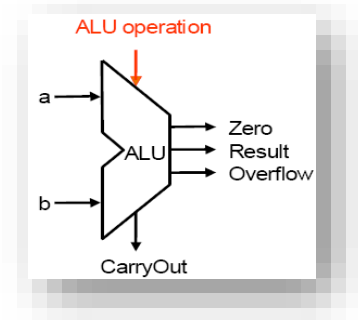 ALU operation
a
ALU
Zero
Result
Overflow
b
CarryOut